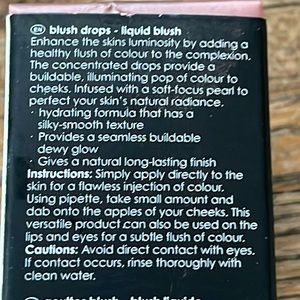 EN blush drops - liquid blush
Enhance the skins luminosity by adding a
healthy flush of colour to the complexion.
The concentrated drops provide a
buildable, illuminating pop of colour to
cheeks. Infused with a soft-focus pearl to
perfect your skin's natural radiance.
· hydrating formula that has a
silky-smooth texture
· Provides a seamless buildable
dewy glow
· Gives a natural long-lasting finish
Instructions: Simply apply directly to the
skin for a flawless injection of colour.
Using pipette, take small amount and
dab onto the apples of your cheeks. This
versatile product can also be used on the
lips and eyes for a subtle flush of colour.
Cautions: Avoid direct contact with eyes.
If contact occurs, rinse thoroughly with
clean water.
gouttes blush - blush liquide